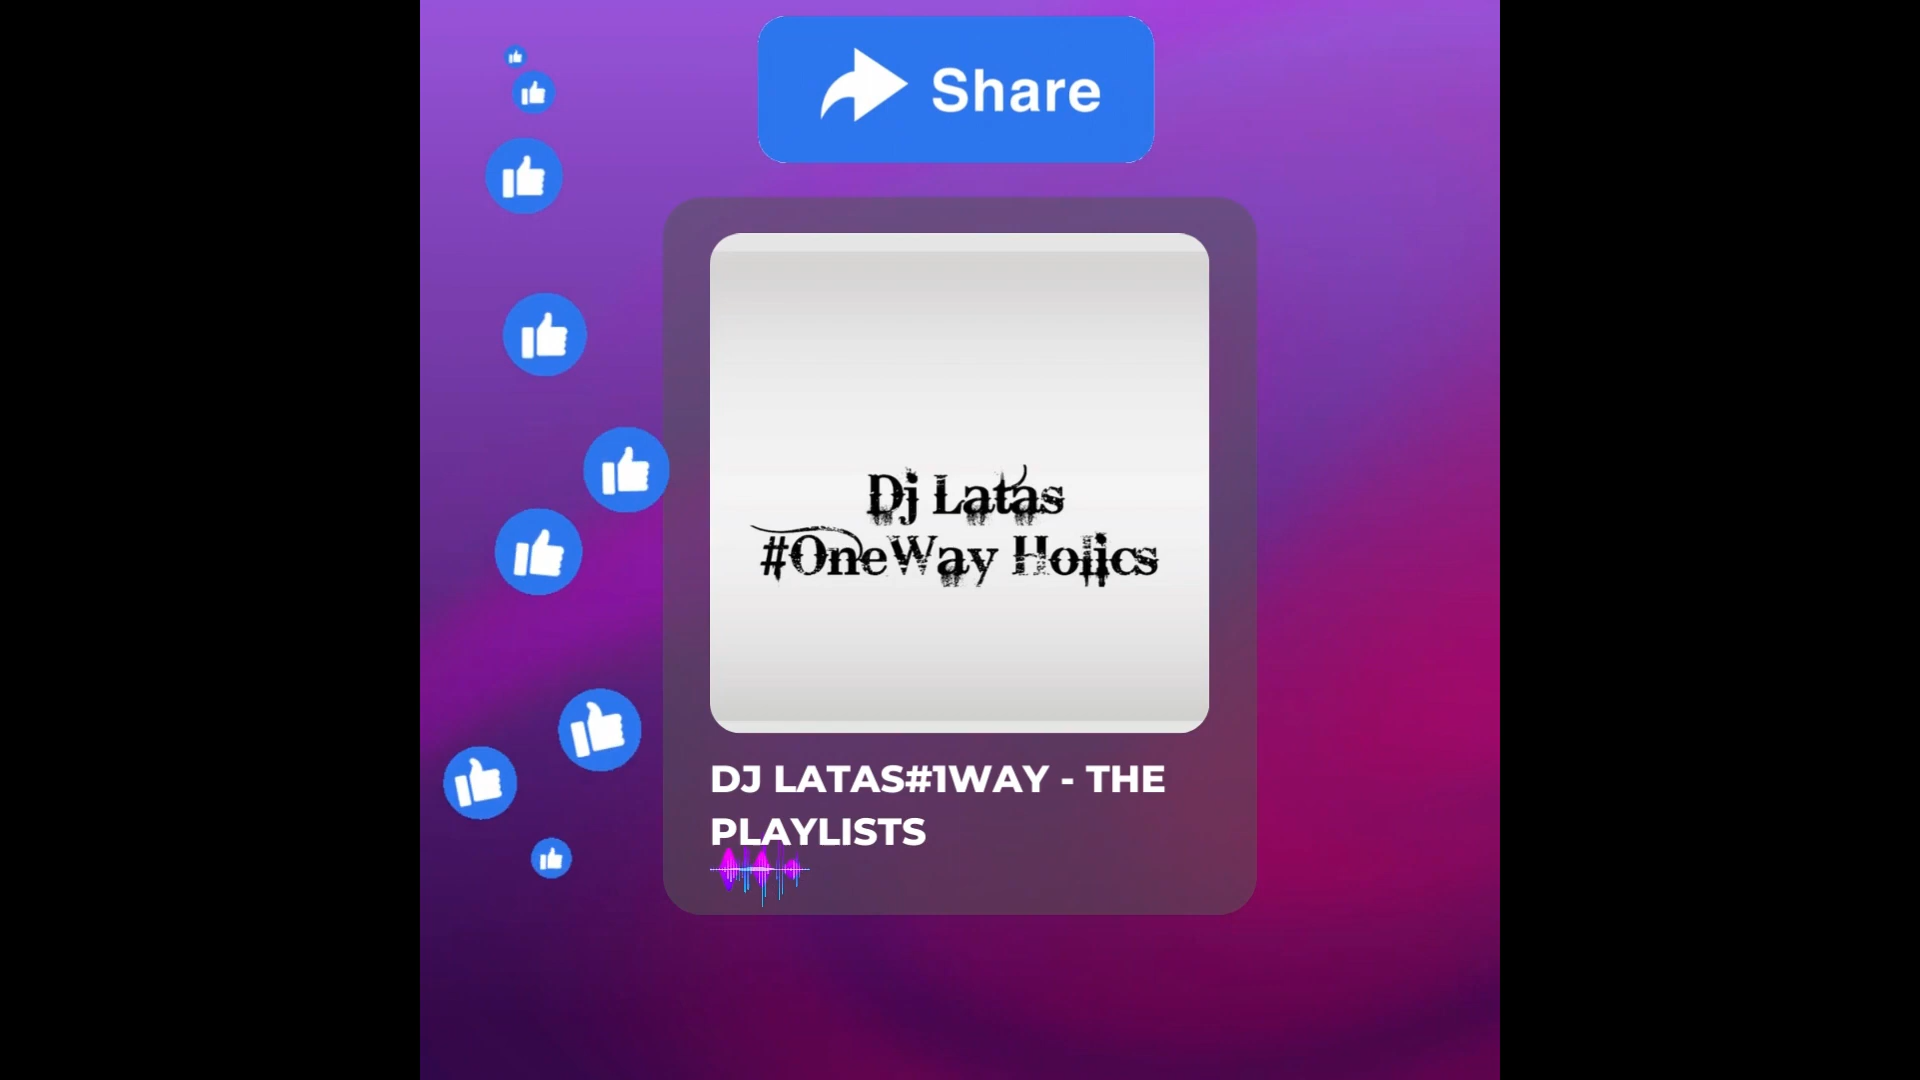 Share
Dj Latas
#OneWay Holics
DJ LATAS#1WAY - THE
PLAYLISTS